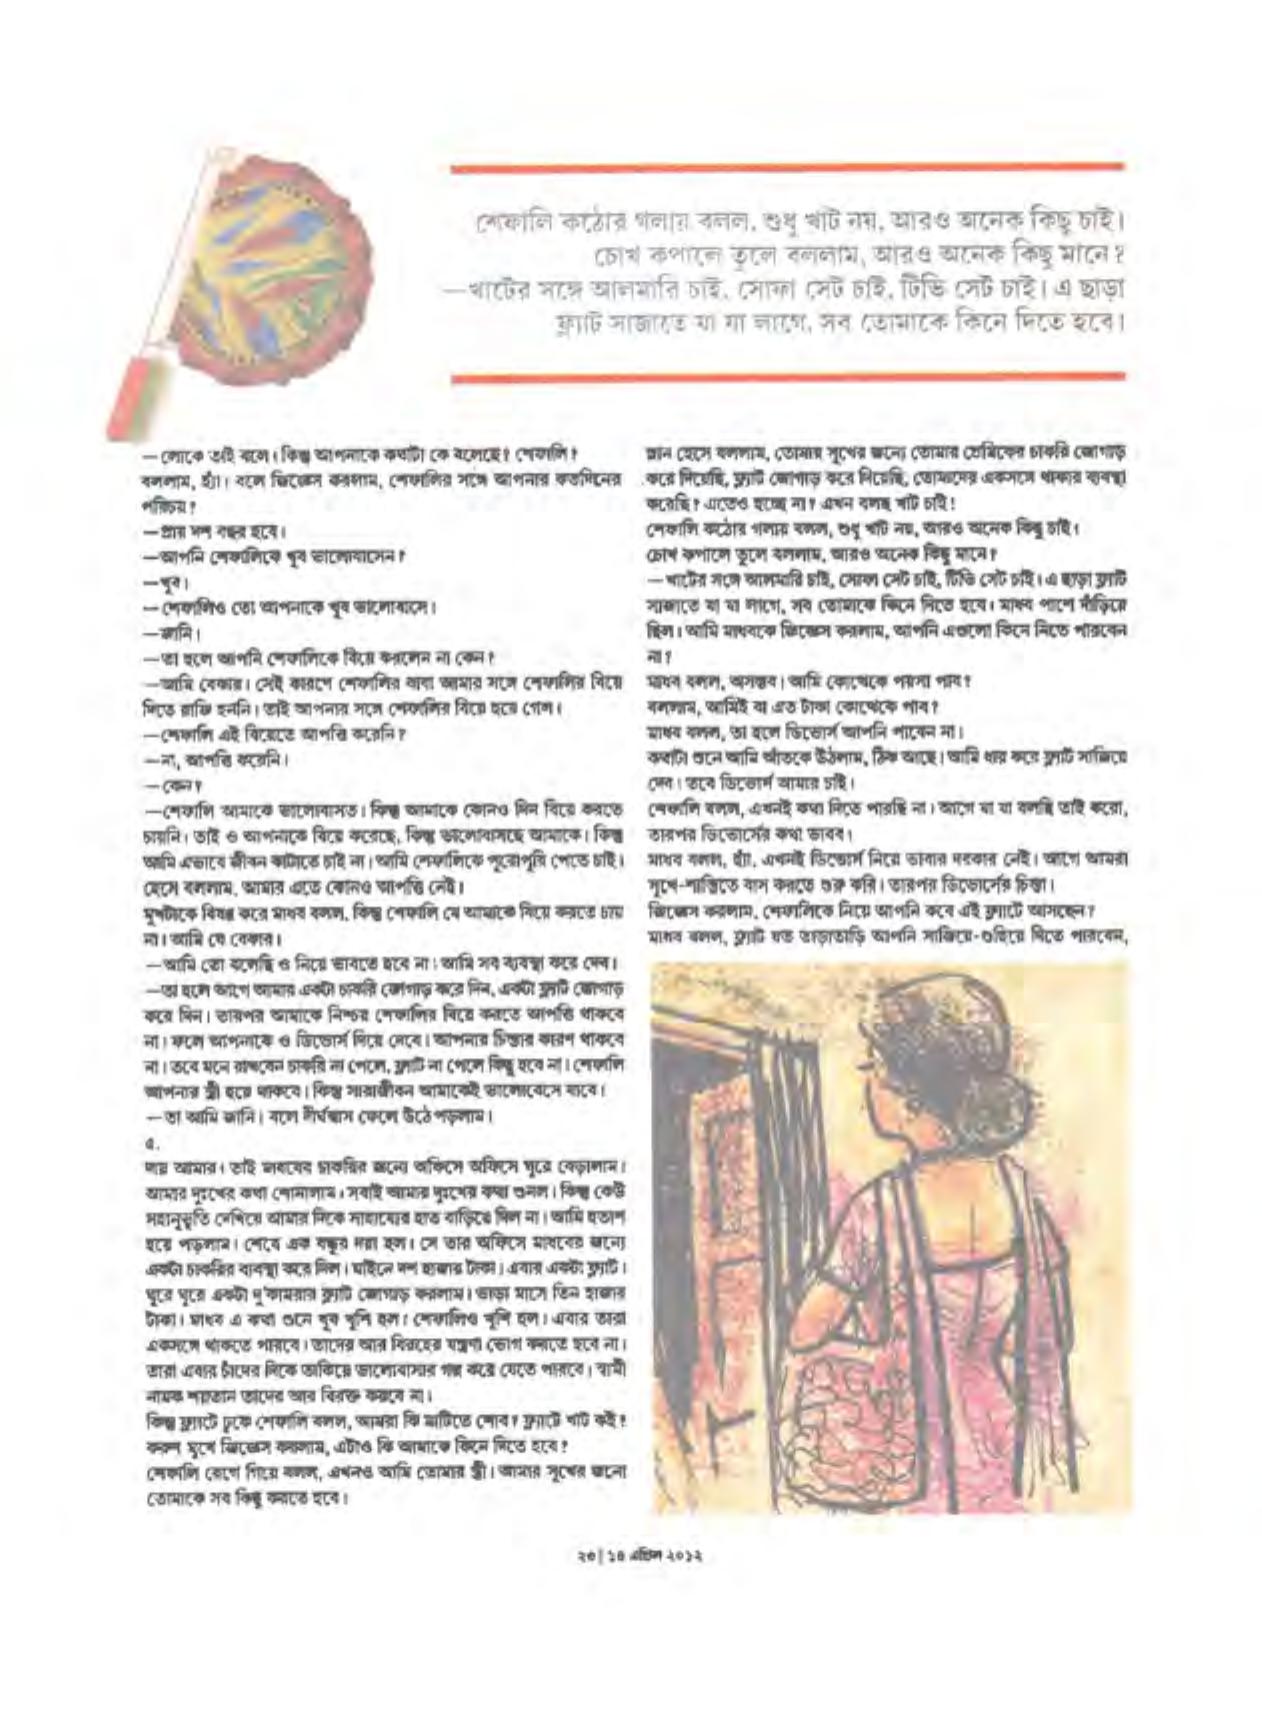 শেফালি কঠোর গলায় বলল, শুধু খাট নয়, আরও অনেক কিছু চাই।
চোখ কপালে তুলে বললাম, আরও অনেক কিছু মানে?
—খাটের সঙ্গে আলমারি চাই, সোফা সেট চাই, টিভি সেট চাই। এ ছাড়া
ফ্ল্যাট সাজাতে যা যা লাগে, সব তোমাকে কিনে দিতে হবে।
—লোকে তাই বলে। কিন্তু আপনাকে কথাটা কে বলেছে? শেফালি?
বললাম, হ্যাঁ। বলে জিজ্ঞেস করলাম, শেফালির সঙ্গে আপনার কতদিনের
পরিচয়?
—প্রায় দশ বছর হবে।
—আপনি শেফালিকে খুব ভালোবাসেন?
—খুব।
—শেফালিও তো আপনাকে খুব ভালোবাসে।
—জানি।
—তা হলে আপনি শেফালিকে বিয়ে করলেন না কেন?
—আমি বেকার। সেই কারণে শেফালির বাবা আমার সঙ্গে শেফালির বিয়ে
দিতে রাজি হননি। তাই আপনার সঙ্গে শেফালির বিয়ে হয়ে গেল।
—শেফালি এই বিয়েতে আপত্তি করেনি?
—না, আপত্তি করেনি।
—কেন?
—শেফালি আমাকে ভালোবাসত। কিন্তু আমাকে কোনও দিন বিয়ে করতে
চায়নি। তাই ও আপনাকে বিয়ে করেছে, কিন্তু ভালোবাসছে আমাকে। কিন্তু
আমি এভাবে জীবন কাটাতে চাই না। আমি শেফালিকে পুরোপুরি পেতে চাই।
হেসে বললাম, আমার এতে কোনও আপত্তি নেই।
মুখটাকে বিষণ্ণ করে মাধব বলল, কিন্তু শেফালি যে আমাকে বিয়ে করতে চায়
না। আমি যে বেকার।
—আমি তো বলেছি ও নিয়ে ভাবতে হবে না। আমি সব ব্যবস্থা করে দেব।
—তা হলে আগে আমার একটা চাকরি জোগাড় করে দিন, একটা ফ্ল্যাট জোগাড়
করে দিন। তারপর আমাকে নিশ্চয় শেফালির বিয়ে করতে আপত্তি থাকবে
না। ফলে আপনাকে ও ডিভোর্স দিয়ে দেবে। আপনার চিন্তার কারণ থাকবে
না। তবে মনে রাখবেন চাকরি না পেলে, ফ্ল্যাট না পেলে কিছু হবে না। শেফালি
আপনার স্ত্রী হয়ে থাকবে। কিন্তু সারাজীবন আমাকেই ভালোবেসে যাবে।
—তা আমি জানি। বলে দীর্ঘশ্বাস ফেলে উঠে পড়লাম।
৫.
দায় আমার। তাই মাধবের চাকরির জন্যে অফিসে অফিসে ঘুরে বেড়ালাম।
আমার দুঃখের কথা শোনালাম। সবাই আমার দুঃখের কথা শুনল। কিন্তু কেউ
সহানুভূতি দেখিয়ে আমার দিকে সাহায্যের হাত বাড়িয়ে দিল না। আমি হতাশ
হয়ে পড়লাম। শেষে এক বন্ধুর দয়া হল। সে তার অফিসে মাধবের জন্যে
একটা চাকরির ব্যবস্থা করে দিল। মাইনে দশ হাজার টাকা। এবার একটা ফ্ল্যাট।
ঘুরে ঘুরে একটা দু'কামরার ফ্ল্যাট জোগাড় করলাম। ভাড়া মাসে তিন হাজার
টাকা। মাধব এ কথা শুনে খুব খুশি হল। শেফালিও খুশি হল। এবার তারা
একসঙ্গে থাকতে পারবে। তাদের আর বিরহের যন্ত্রণা ভোগ করতে হবে না।
তারা এবার চাঁদের দিকে তাকিয়ে ভালোবাসার গল্প করে যেতে পারবে। স্বামী
নামক শয়তান তাদের আর বিরক্ত করবে না।
কিন্তু ফ্ল্যাটে ঢুকে শেফালি বলল, আমরা কি মাটিতে শোব? ফ্ল্যাটে খাট কই?
করুণ মুখে জিজ্ঞেস করলাম, এটাও কি আমাকে কিনে দিতে হবে?
শেফালি রেগে গিয়ে বলল, এখনও আমি তোমার স্ত্রী। আমার সুখের জন্যে
তোমাকে সব কিছু করতে হবে।
ম্লান হেসে বললাম, তোমার সুখের জন্যে তোমার প্রেমিকের চাকরি জোগাড়
করে দিয়েছি, ফ্ল্যাট জোগাড় করে দিয়েছি, তোমাদের একসঙ্গে থাকার ব্যবস্থা
করেছি? এতেও হচ্ছে না? এখন বলছ খাট চাই!
শেফালি কঠোর গলায় বলল, শুধু খাট নয়, আরও অনেক কিছু চাই।
চোখ কপালে তুলে বললাম, আরও অনেক কিছু মানে?
—খাটের সঙ্গে আলমারি চাই, সোফা সেট চাই, টিভি সেট চাই। এ ছাড়া ফ্ল্যাট
সাজাতে যা যা লাগে, সব তোমাকে কিনে দিতে হবে। মাধব পাশে দাঁড়িয়ে
ছিল। আমি মাধবকে জিজ্ঞেস করলাম, আপনি এগুলো কিনে নিতে পারবেন
না?
মাধব বলল, অসম্ভব। আমি কোত্থেকে পয়সা পাব?
বললাম, আমিই বা এত টাকা কোত্থেকে পাব?
মাধব বলল, তা হলে ডিভোর্স আপনি পাবেন না।
কথাটা শুনে আমি আঁতকে উঠলাম, ঠিক আছে। আমি ধার করে ফ্ল্যাট সাজিয়ে
দেব। তবে ডিভোর্স আমার চাই।
শেফালি বলল, এখনই কথা দিতে পারছি না। আগে যা যা বলছি তাই করো,
তারপর ডিভোর্সের কথা ভাবব।
মাধব বলল, হ্যাঁ, এখনই ডিভোর্স নিয়ে ভাবার দরকার নেই। আগে আমরা
সুখে-শান্তিতে বাস করতে শুরু করি। তারপর ডিভোর্সের চিন্তা।
জিজ্ঞেস করলাম, শেফালিকে নিয়ে আপনি কবে এই ফ্ল্যাটে আসছেন?
মাধব বলল, ফ্ল্যাট যত তাড়াতাড়ি আপনি সাজিয়ে-গুছিয়ে দিতে পারবেন,
২৩|১৪ এপ্রিল ২০১২